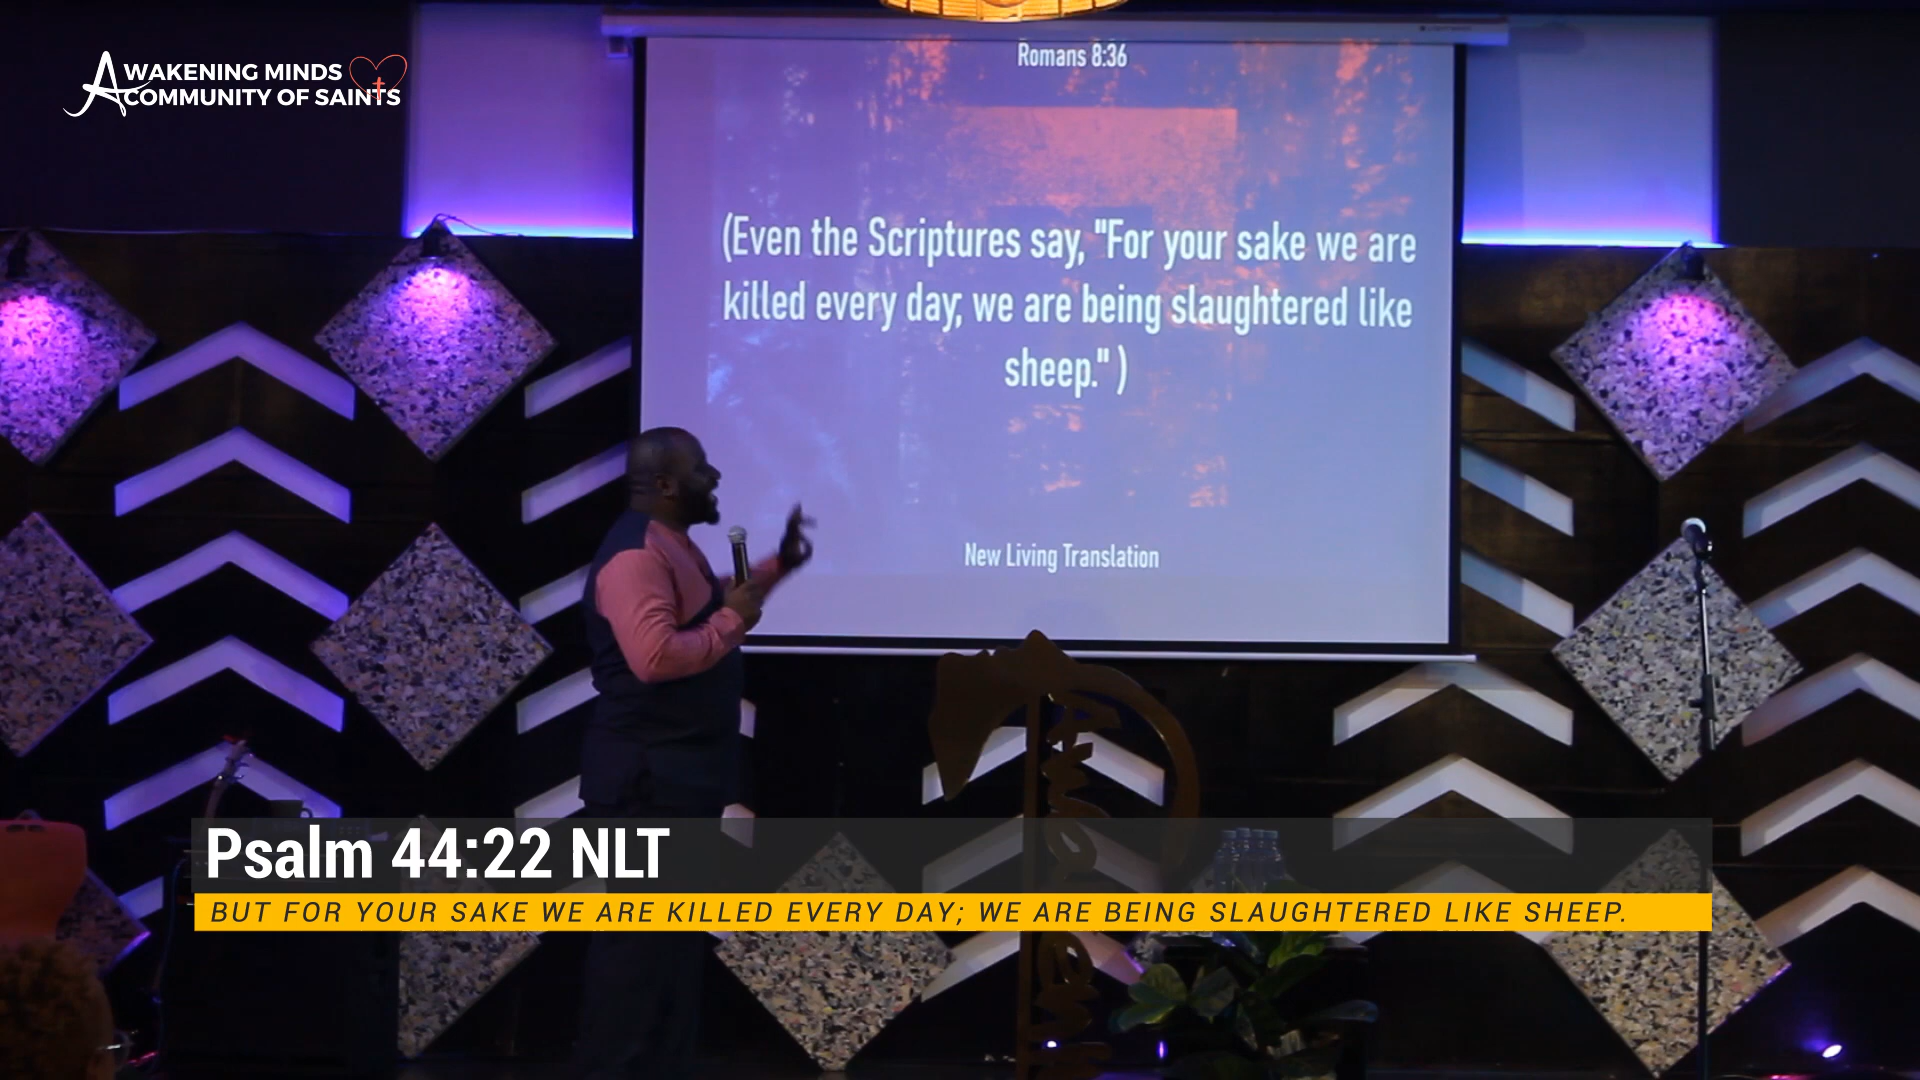 AWAKENING MINDS
COMMUNITY OF SAINTS
Romans 8:36
(Even the Scriptures say, "For your sake we are
killed every day, we are being slaughtered like
sheep." )
New Living Translation
Psalm 44:22 NLT
BUT FOR YOUR SAKE WE ARE KILLED EVERY DAY; WE ARE BEING SLAUGHTERED LIKE SHEEP.